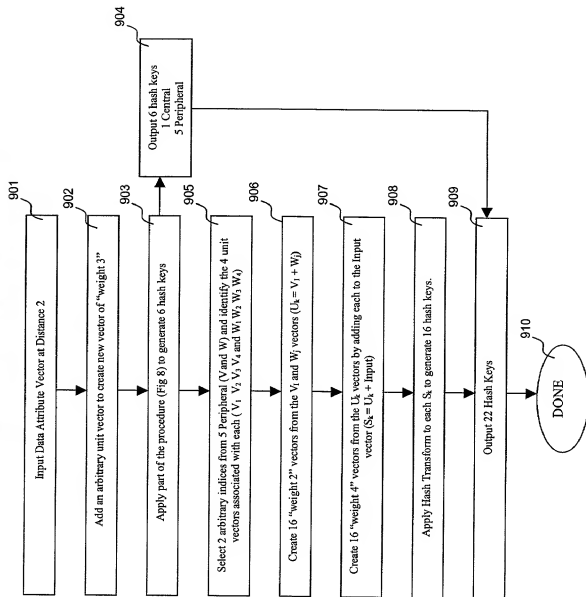 901
Input Data Attribute Vector at Distance 2
902
Add an arbitrary unit vector to create new vector of “weight 3”
903
Apply part of the procedure (Fig 8) to generate 6 hash keys
904
Output 6 hash keys
1 Central
5 Peripheral
905
Select 2 arbitrary indices from 5 Peripheral (V and W) and identify the 4 unit
vectors associated with each ( V₁ V₂ V₃ V₄ and W₁ W₂ W₃ W₄)
906
Create 16 “weight 2” vectors from the Vᵢ and Wⱼ vectors (Uₖ = Vᵢ + Wⱼ)
907
Create 16 “weight 4” vectors from the Uₖ vectors by adding each to the Input
vector (Sₖ = Uₖ + Input)
908
Apply Hash Transform to each Sₖ to generate 16 hash keys.
909
Output 22 Hash Keys
910
DONE